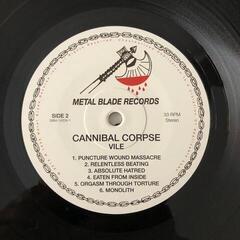 METAL BLADE RECORDS
SIDE 2
33 RPM
Stereo
CANNIBAL CORPSE
VILE
1. PUNCTURE WOUND MASSACRE
2. RELENTLESS BEATING
3. ABSOLUTE HATRED
4. EATEN FROM INSIDE
5. ORGASM THROUGH TORTURE
6. MONOLITH